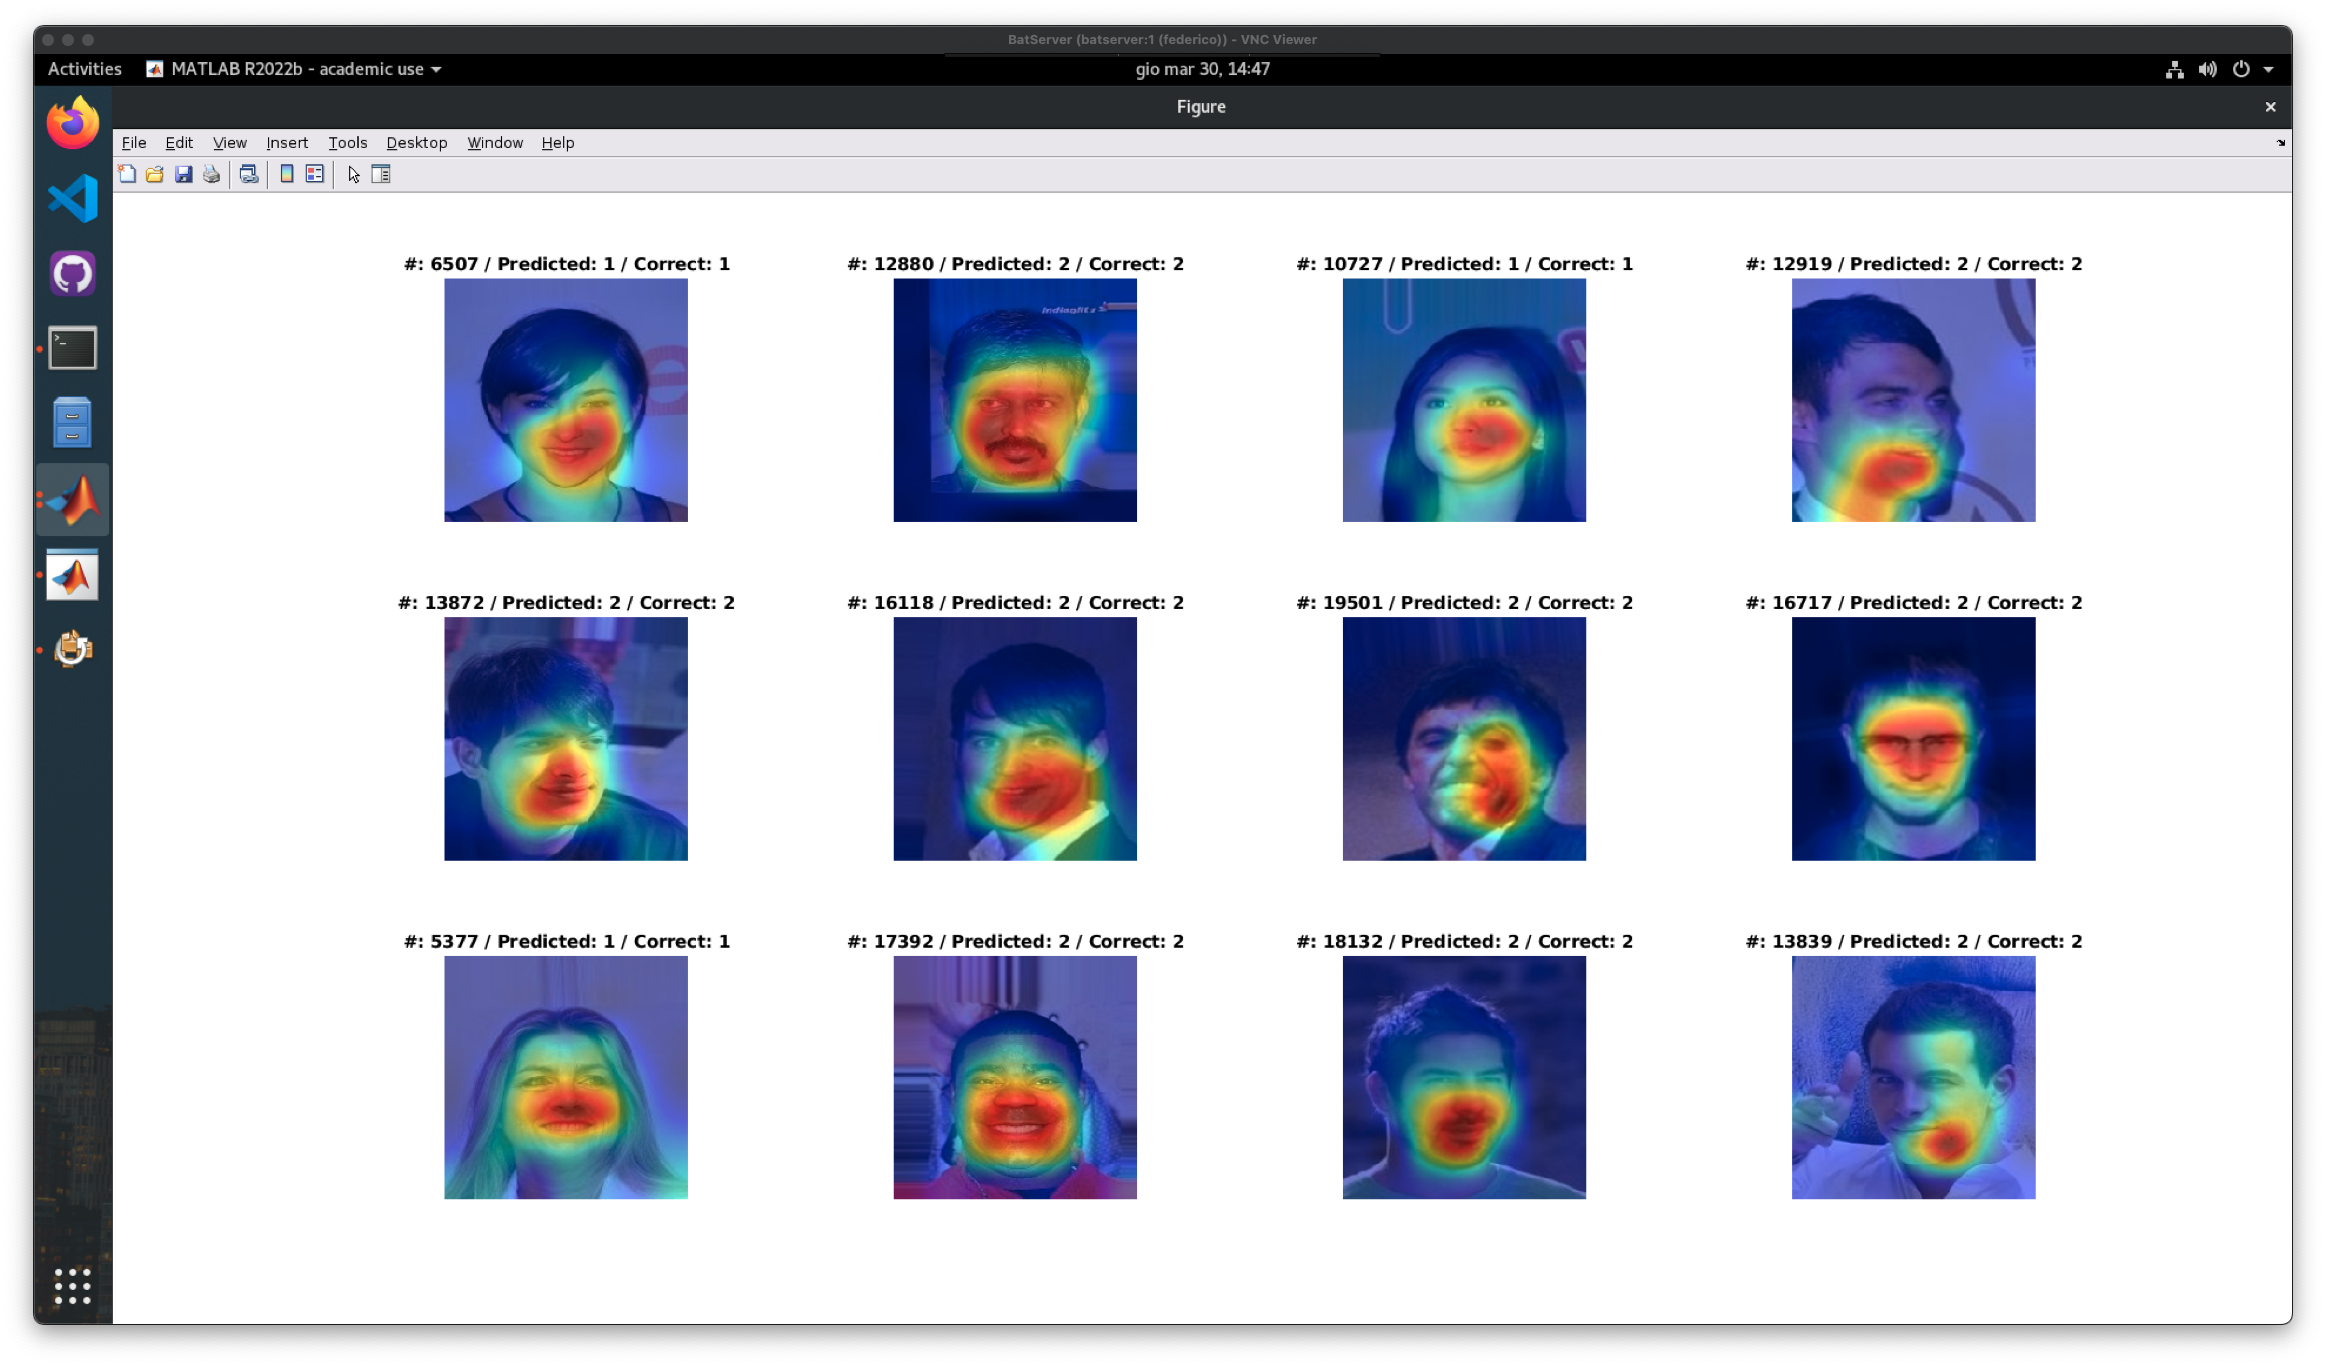 BatServer (batserver:1 (federico)) - VNC Viewer
Activities MATLAB R2022b - academic use gio mar 30, 14:47
Figure
File Edit View Insert Tools Desktop Window Help
#: 6507 / Predicted: 1 / Correct: 1
#: 12880 / Predicted: 2 / Correct: 2
#: 10727 / Predicted: 1 / Correct: 1
#: 12919 / Predicted: 2 / Correct: 2
#: 13872 / Predicted: 2 / Correct: 2
#: 16118 / Predicted: 2 / Correct: 2
#: 19501 / Predicted: 2 / Correct: 2
#: 16717 / Predicted: 2 / Correct: 2
#: 5377 / Predicted: 1 / Correct: 1
#: 17392 / Predicted: 2 / Correct: 2
#: 18132 / Predicted: 2 / Correct: 2
#: 13839 / Predicted: 2 / Correct: 2